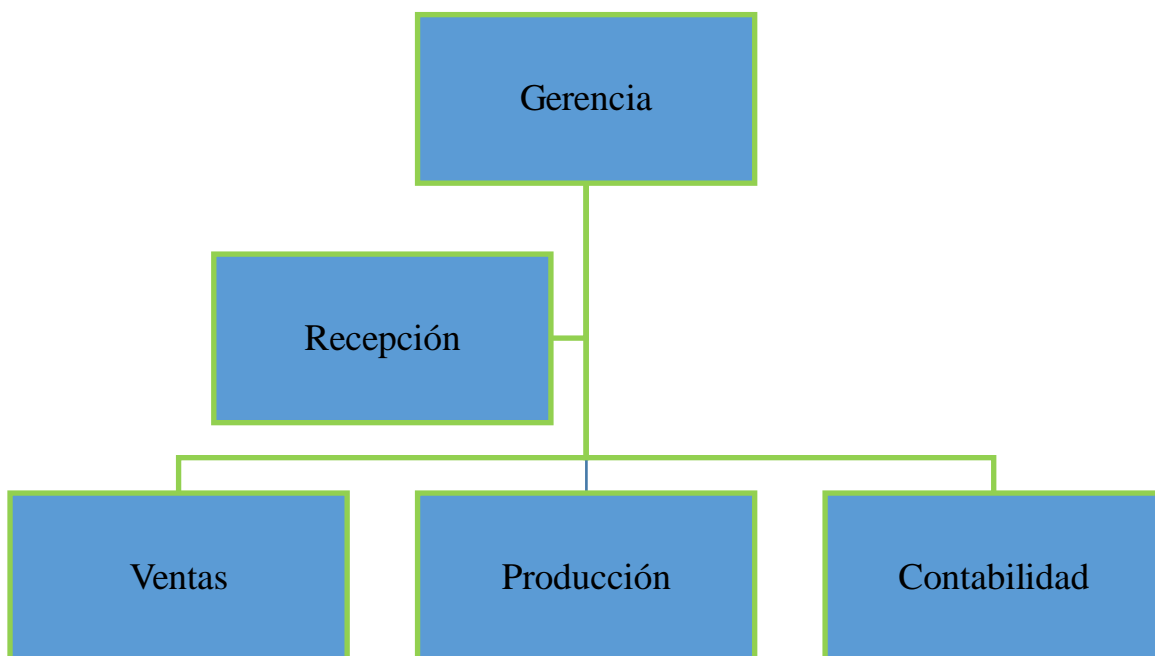 Gerencia
Recepción
Ventas
Producción
Contabilidad